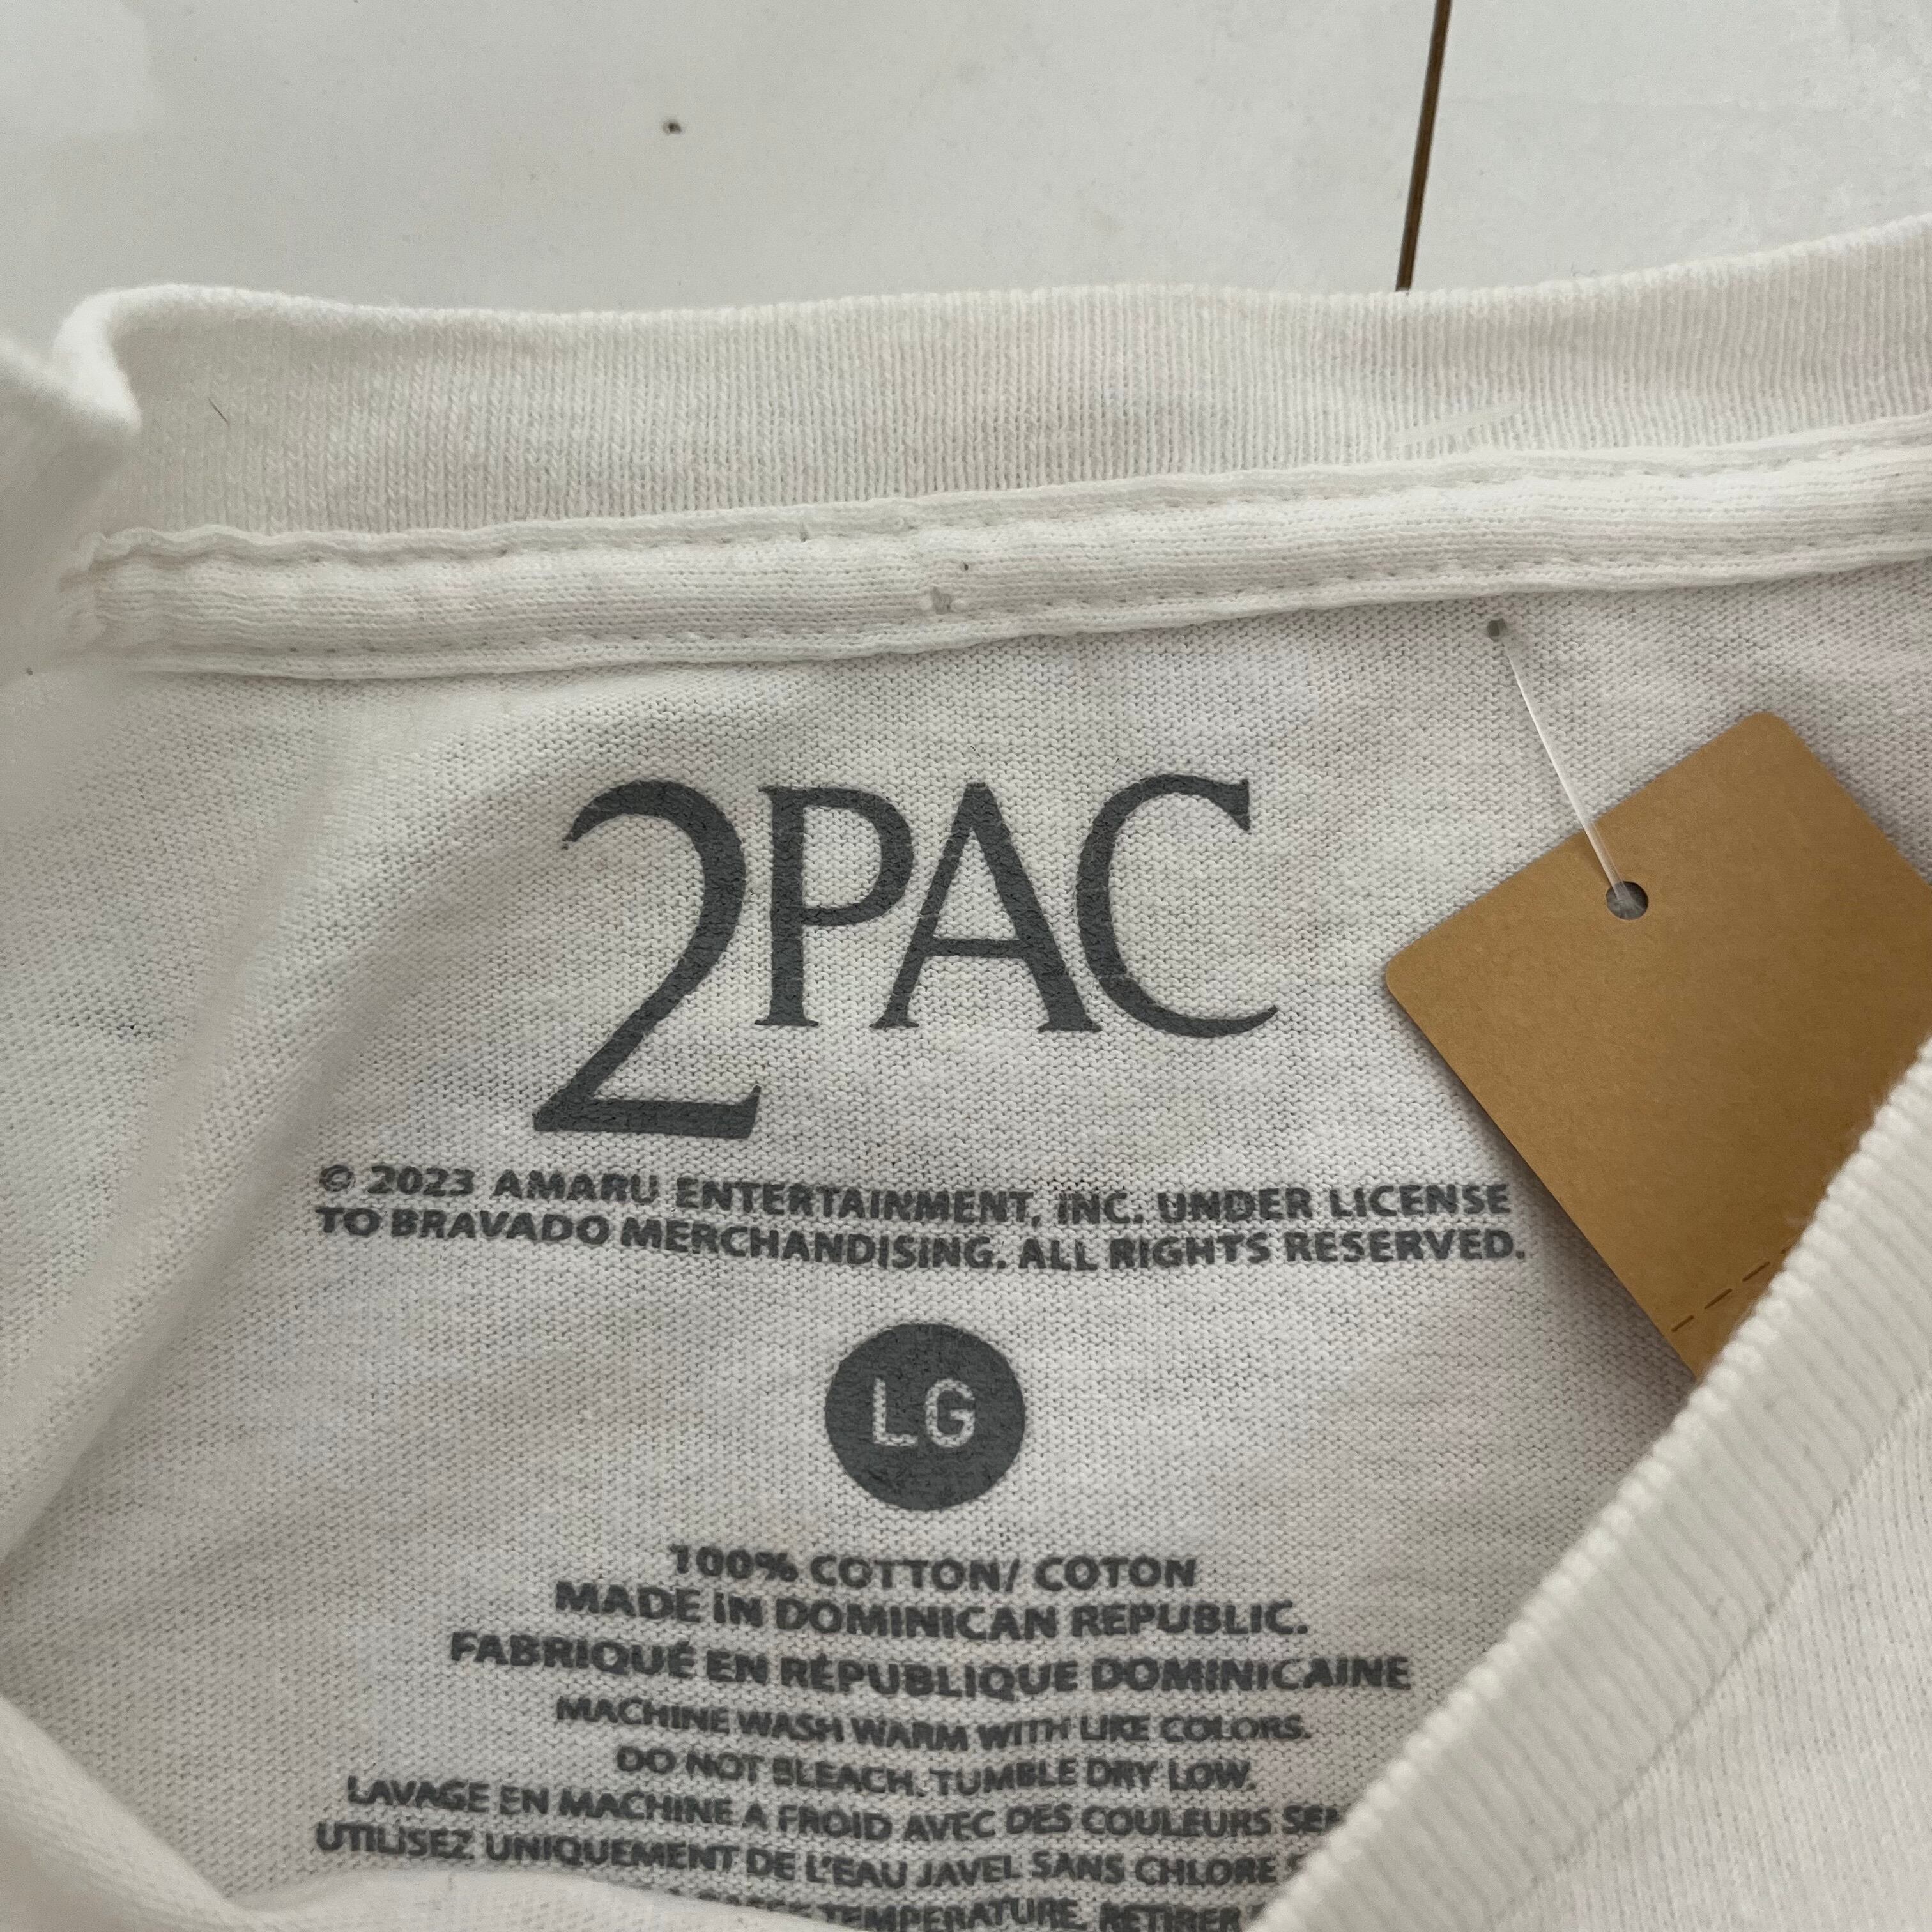 2PAC
© 2023 AMARU ENTERTAINMENT, INC. UNDER LICENSE
TO BRAVADO MERCHANDISING. ALL RIGHTS RESERVED.
LG
100% COTTON/ COTON
MADE IN DOMINICAN REPUBLIC.
FABRIQUÉ EN RÉPUBLIQUE DOMINICAINE
MACHINE WASH WARM WITH LIKE COLORS.
DO NOT BLEACH. TUMBLE DRY LOW.
LAVAGE EN MACHINE A FROID AVEC DES COULEURS
UTILISEZ UNIQUEMENT DE L'EAU JAVEL SANS CHLORE
TEMPERATURE. RETIRER